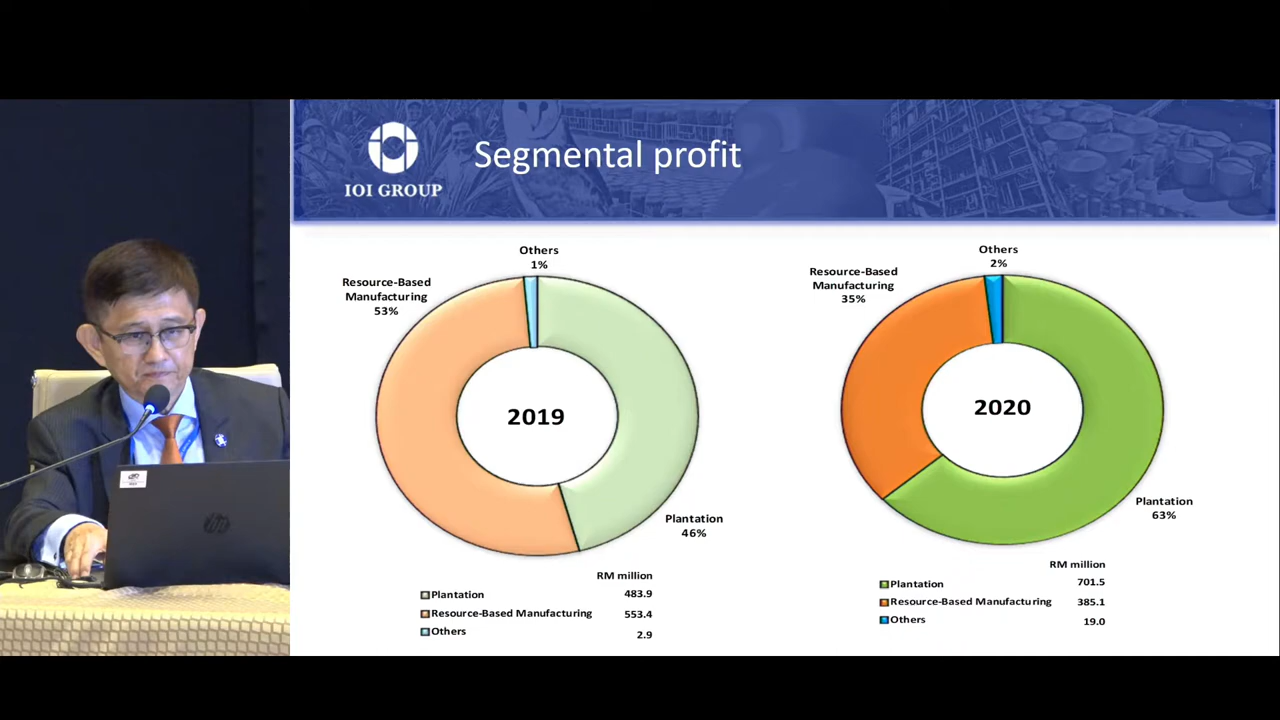 IOI GROUP
Segmental profit
Others
1%
Resource-Based
Manufacturing
53%
2019
Plantation
46%
RM million
Plantation 483.9
Resource-Based Manufacturing 553.4
Others 2.9
Others
2%
Resource-Based
Manufacturing
35%
2020
Plantation
63%
RM million
Plantation 701.5
Resource-Based Manufacturing 385.1
Others 19.0
hp